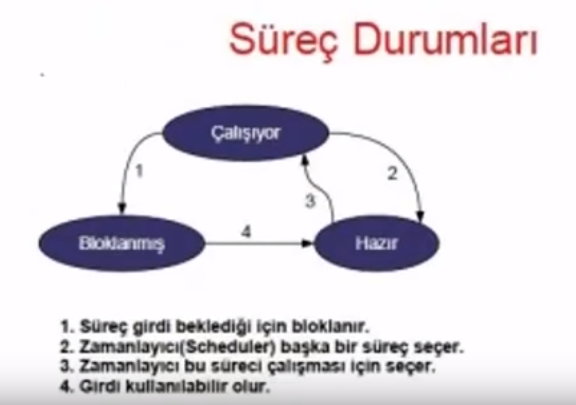 Süreç Durumları
Çalışıyor
1
2
3
Bloklanmış
4
Hazır
1. Süreç girdi beklediği için bloklanır.
2. Zamanlayıcı(Scheduler) başka bir süreç seçer.
3. Zamanlayıcı bu süreci çalışması için seçer.
4. Girdi kullanılabilir olur.